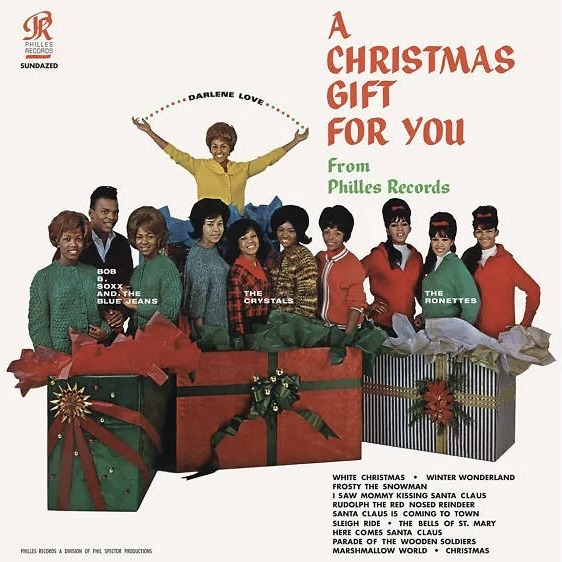 PR
PHILLES
RECORDS
SUNDAZED
A
CHRISTMAS
GIFT
FOR YOU
From
Philles Records
DARLENE LOVE
BOB
B.
SOXX
AND THE
BLUE JEANS
THE
CRYSTALS
THE
RONETTES
WHITE CHRISTMAS • WINTER WONDERLAND
FROSTY THE SNOWMAN
I SAW MOMMY KISSING SANTA CLAUS
RUDOLPH THE RED NOSED REINDEER
SANTA CLAUS IS COMING TO TOWN
SLEIGH RIDE • THE BELLS OF ST. MARY
HERE COMES SANTA CLAUS
PARADE OF THE WOODEN SOLDIERS
MARSHMALLOW WORLD • CHRISTMAS
PHILLES RECORDS A DIVISION OF PHIL SPECTOR PRODUCTIONS